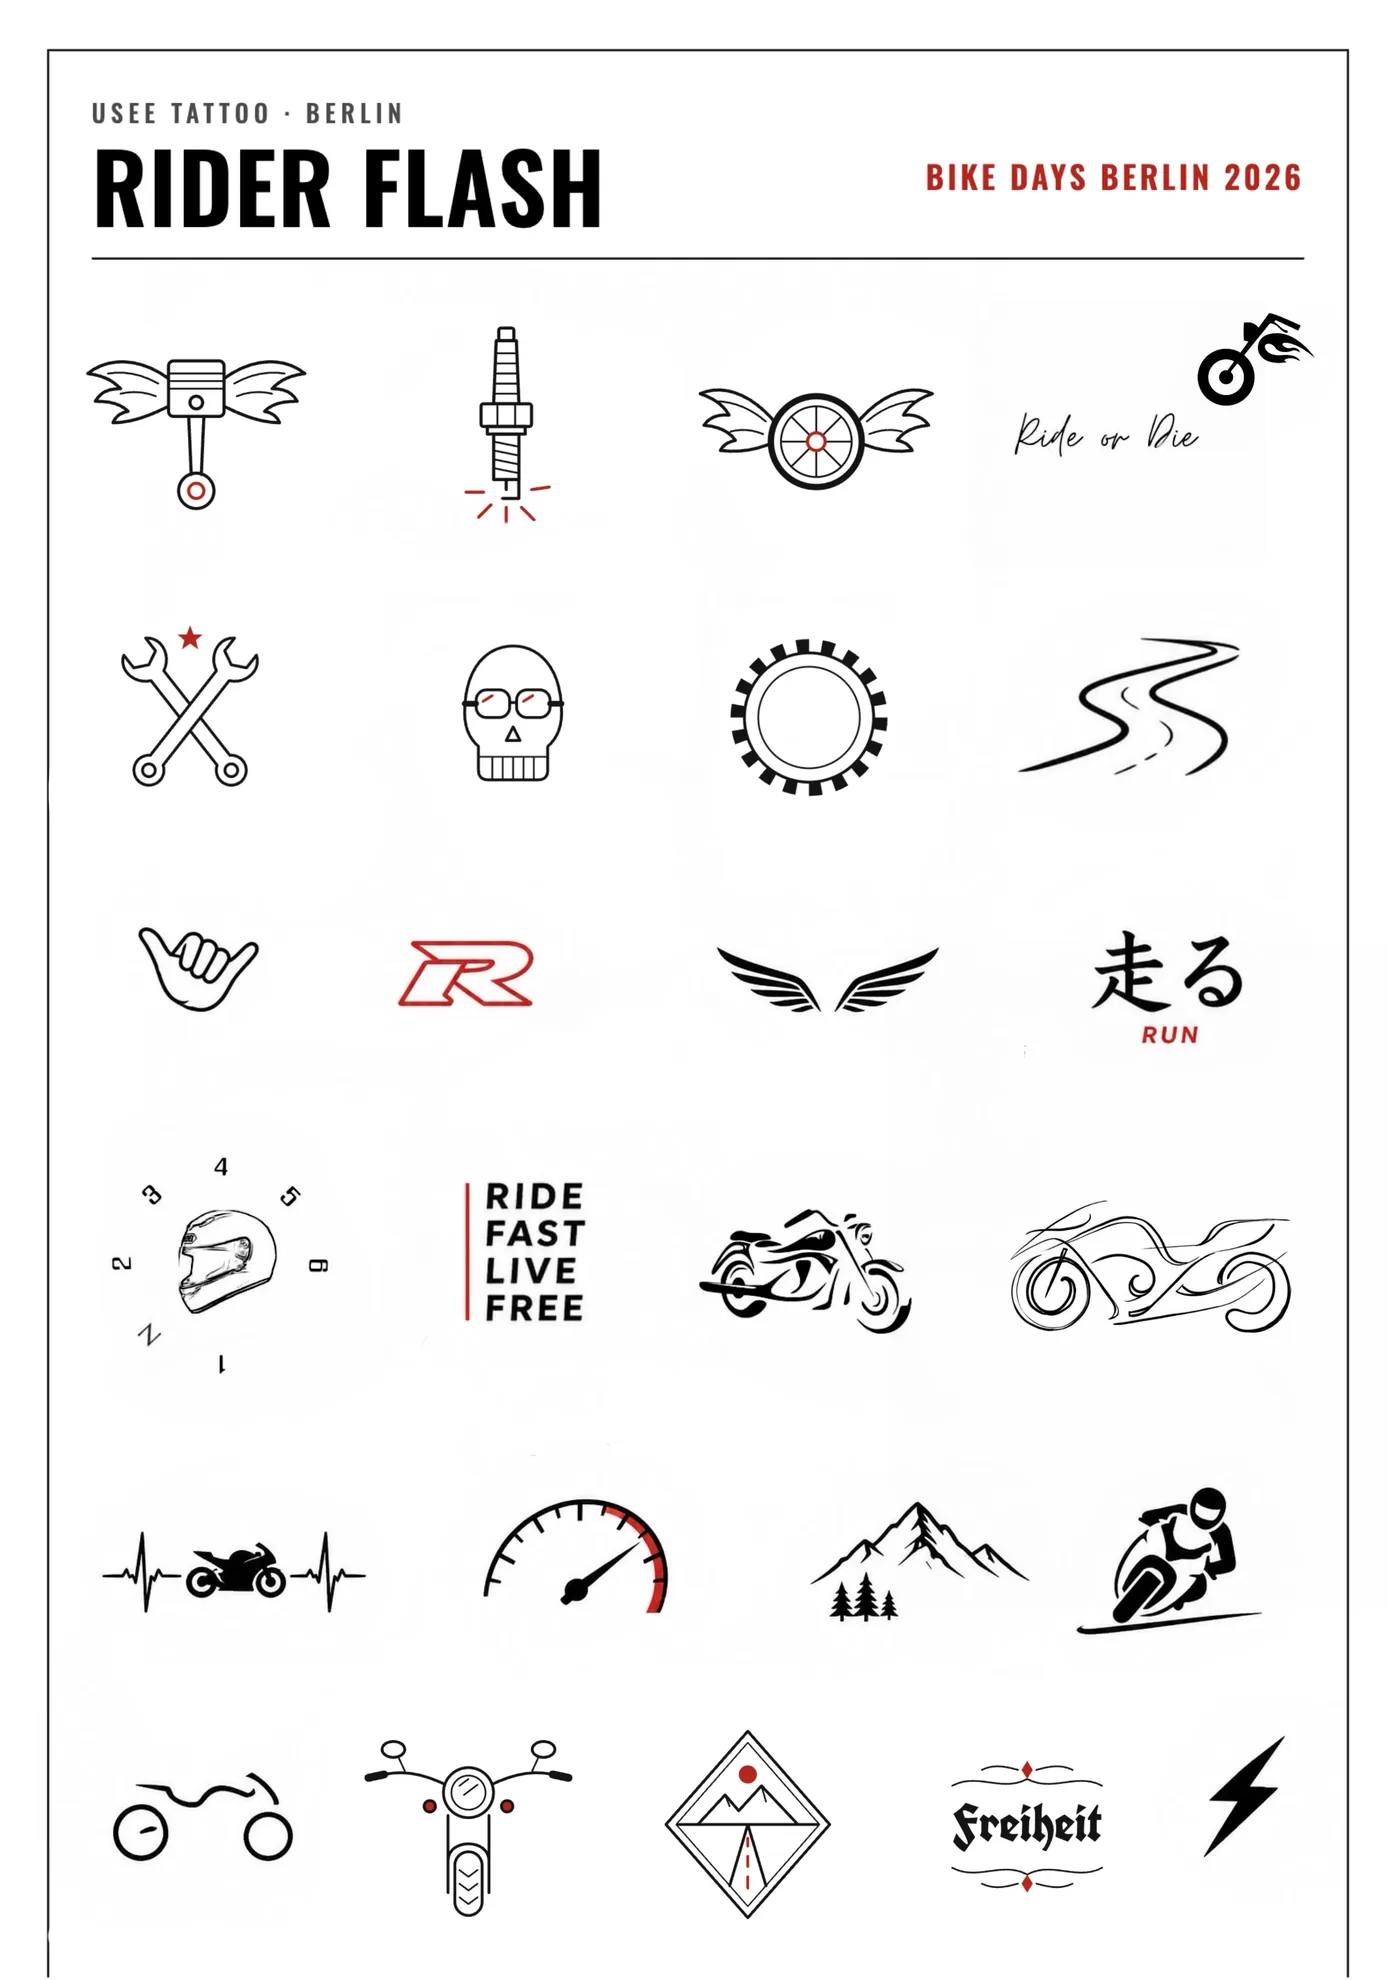 USEE TATTOO · BERLIN
RIDER FLASH
BIKE DAYS BERLIN 2026
Ride or Die
R
走る
RUN
4
3
5
2
6
N
1
RIDE
FAST
LIVE
FREE
Freiheit